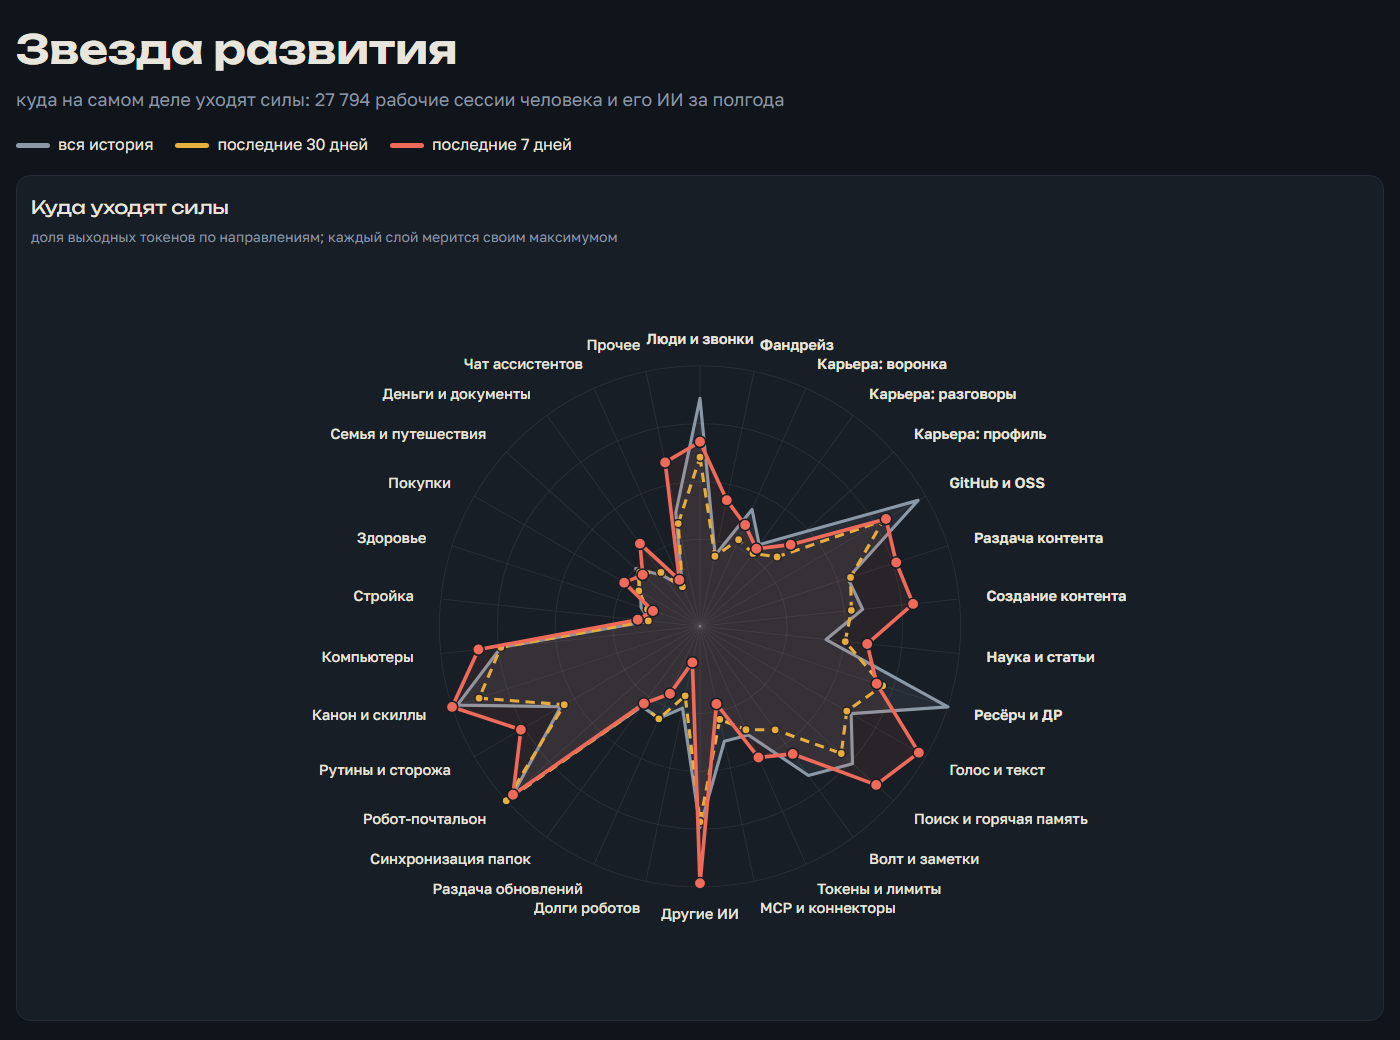 Звезда развития
куда на самом деле уходят силы: 27 794 рабочие сессии человека и его ИИ за полгода
вся история
последние 30 дней
последние 7 дней
Куда уходят силы
доля выходных токенов по направлениям; каждый слой мерится своим максимумом
Люди и звонки
Фандрейз
Карьера: воронка
Карьера: разговоры
Карьера: профиль
GitHub и OSS
Раздача контента
Создание контента
Наука и статьи
Ресёрч и ДР
Голос и текст
Поиск и горячая память
Волт и заметки
Токены и лимиты
MCP и коннекторы
Другие ИИ
Долги роботов
Раздача обновлений
Синхронизация папок
Робот-почтальон
Рутины и сторожа
Канон и скиллы
Компьютеры
Стройка
Здоровье
Покупки
Семья и путешествия
Деньги и документы
Чат ассистентов
Прочее